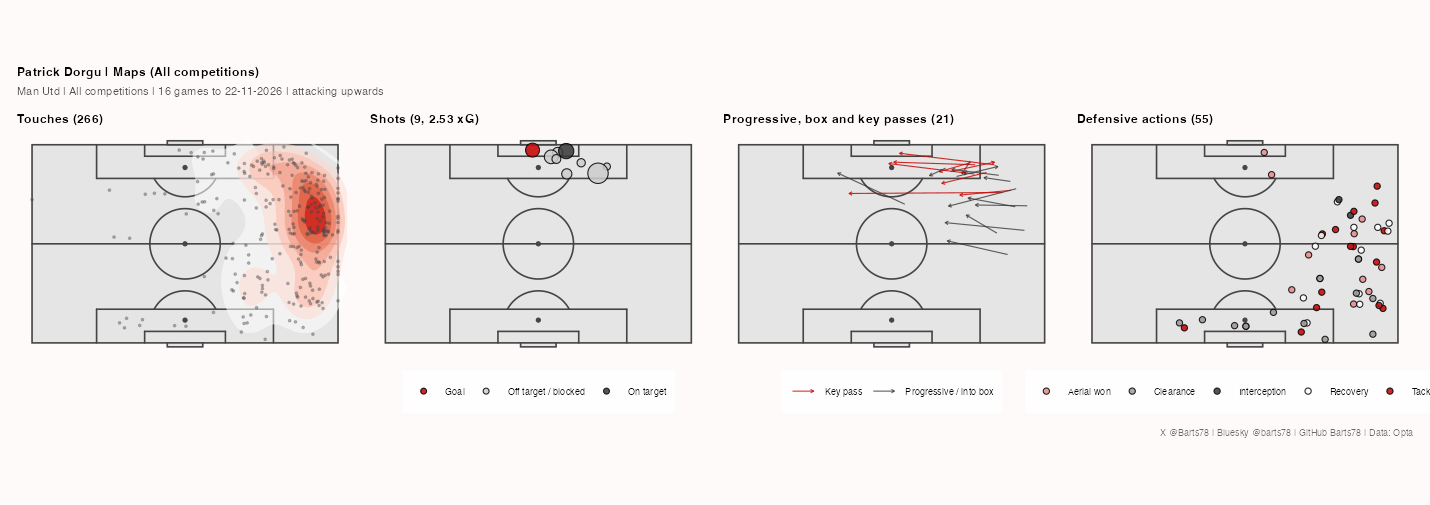 Patrick Dorgu | Maps (All competitions)
Man Utd | All competitions | 16 games to 22-11-2026 | attacking upwards
Touches (266)
Shots (9, 2.53 xG)
Progressive, box and key passes (21)
Defensive actions (55)
Goal
Off target / blocked
On target
Key pass
Progressive / into box
Aerial won
Clearance
Interception
Recovery
Tack
X @Barts78 | Bluesky @barts78 | GitHub Barts78 | Data: Opta